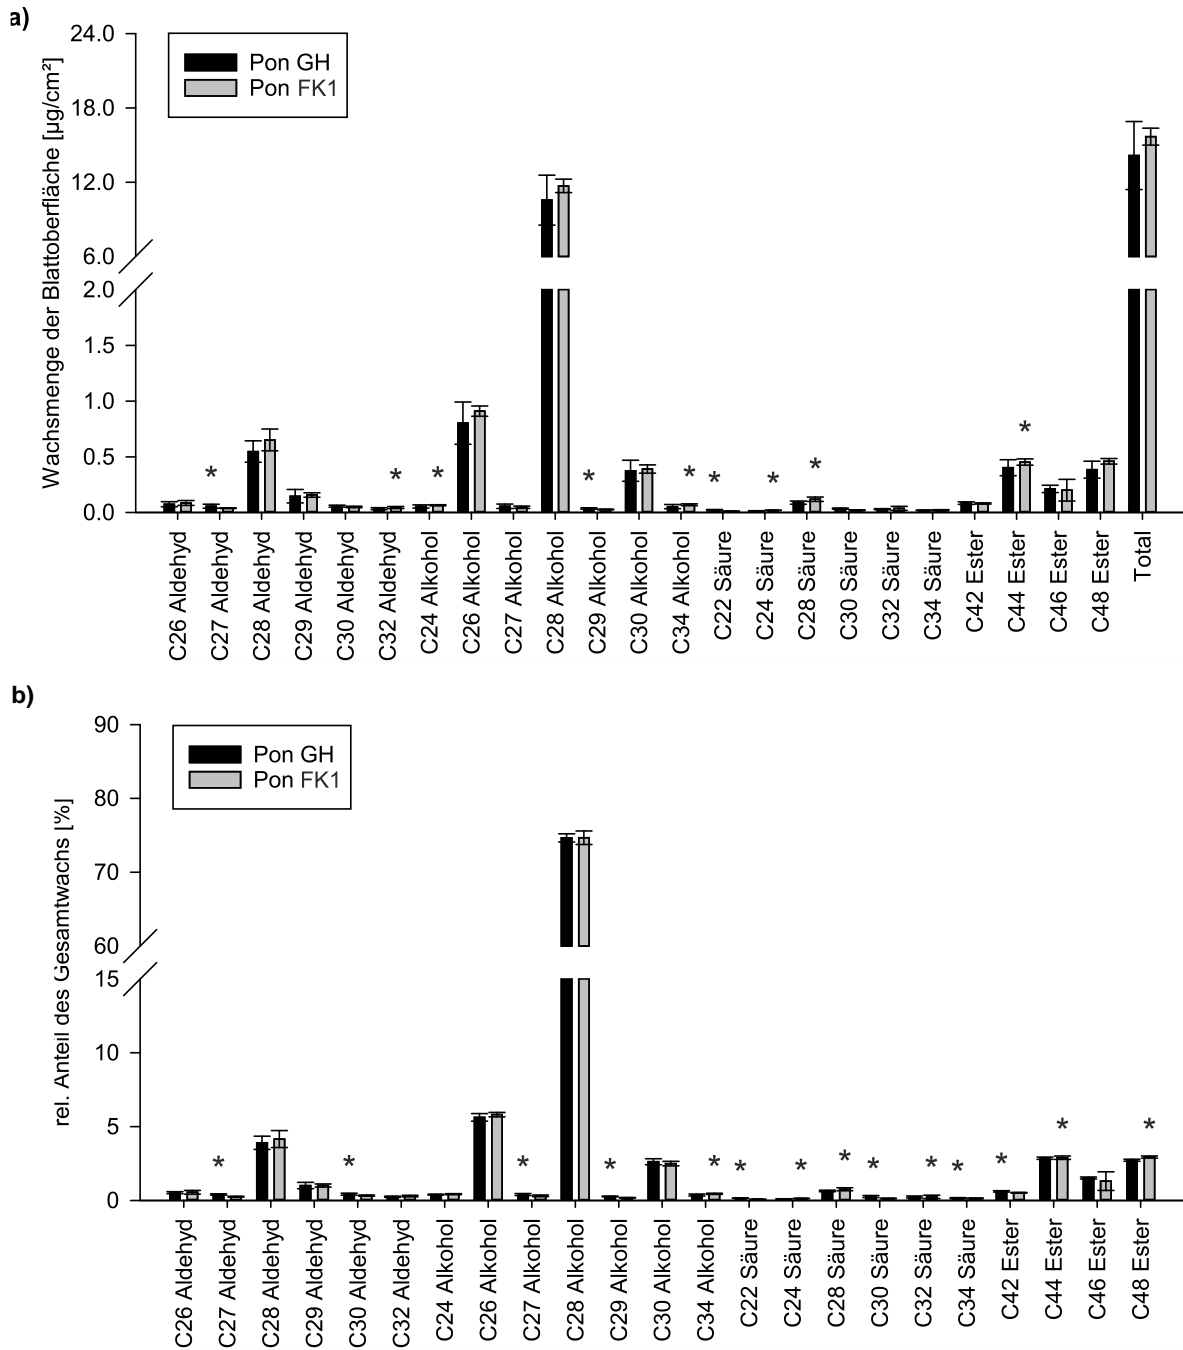 a)
Wachsmenge der Blattoberfläche [µg/cm²]
24.0
18.0
12.0
6.0
2.0
1.5
1.0
0.5
0.0
Pon GH
Pon FK1
* * * * * * * * *
C26 Aldehyd
C27 Aldehyd
C28 Aldehyd
C29 Aldehyd
C30 Aldehyd
C32 Aldehyd
C24 Alkohol
C26 Alkohol
C27 Alkohol
C28 Alkohol
C29 Alkohol
C30 Alkohol
C34 Alkohol
C22 Säure
C24 Säure
C28 Säure
C30 Säure
C32 Säure
C34 Säure
C42 Ester
C44 Ester
C46 Ester
C48 Ester
Total
b)
rel. Anteil des Gesamtwachs [%]
90
80
70
60
15
10
5
0
Pon GH
Pon FK1
* * * * * * * * * * * * * *
C26 Aldehyd
C27 Aldehyd
C28 Aldehyd
C29 Aldehyd
C30 Aldehyd
C32 Aldehyd
C24 Alkohol
C26 Alkohol
C27 Alkohol
C28 Alkohol
C29 Alkohol
C30 Alkohol
C34 Alkohol
C22 Säure
C24 Säure
C28 Säure
C30 Säure
C32 Säure
C34 Säure
C42 Ester
C44 Ester
C46 Ester
C48 Ester